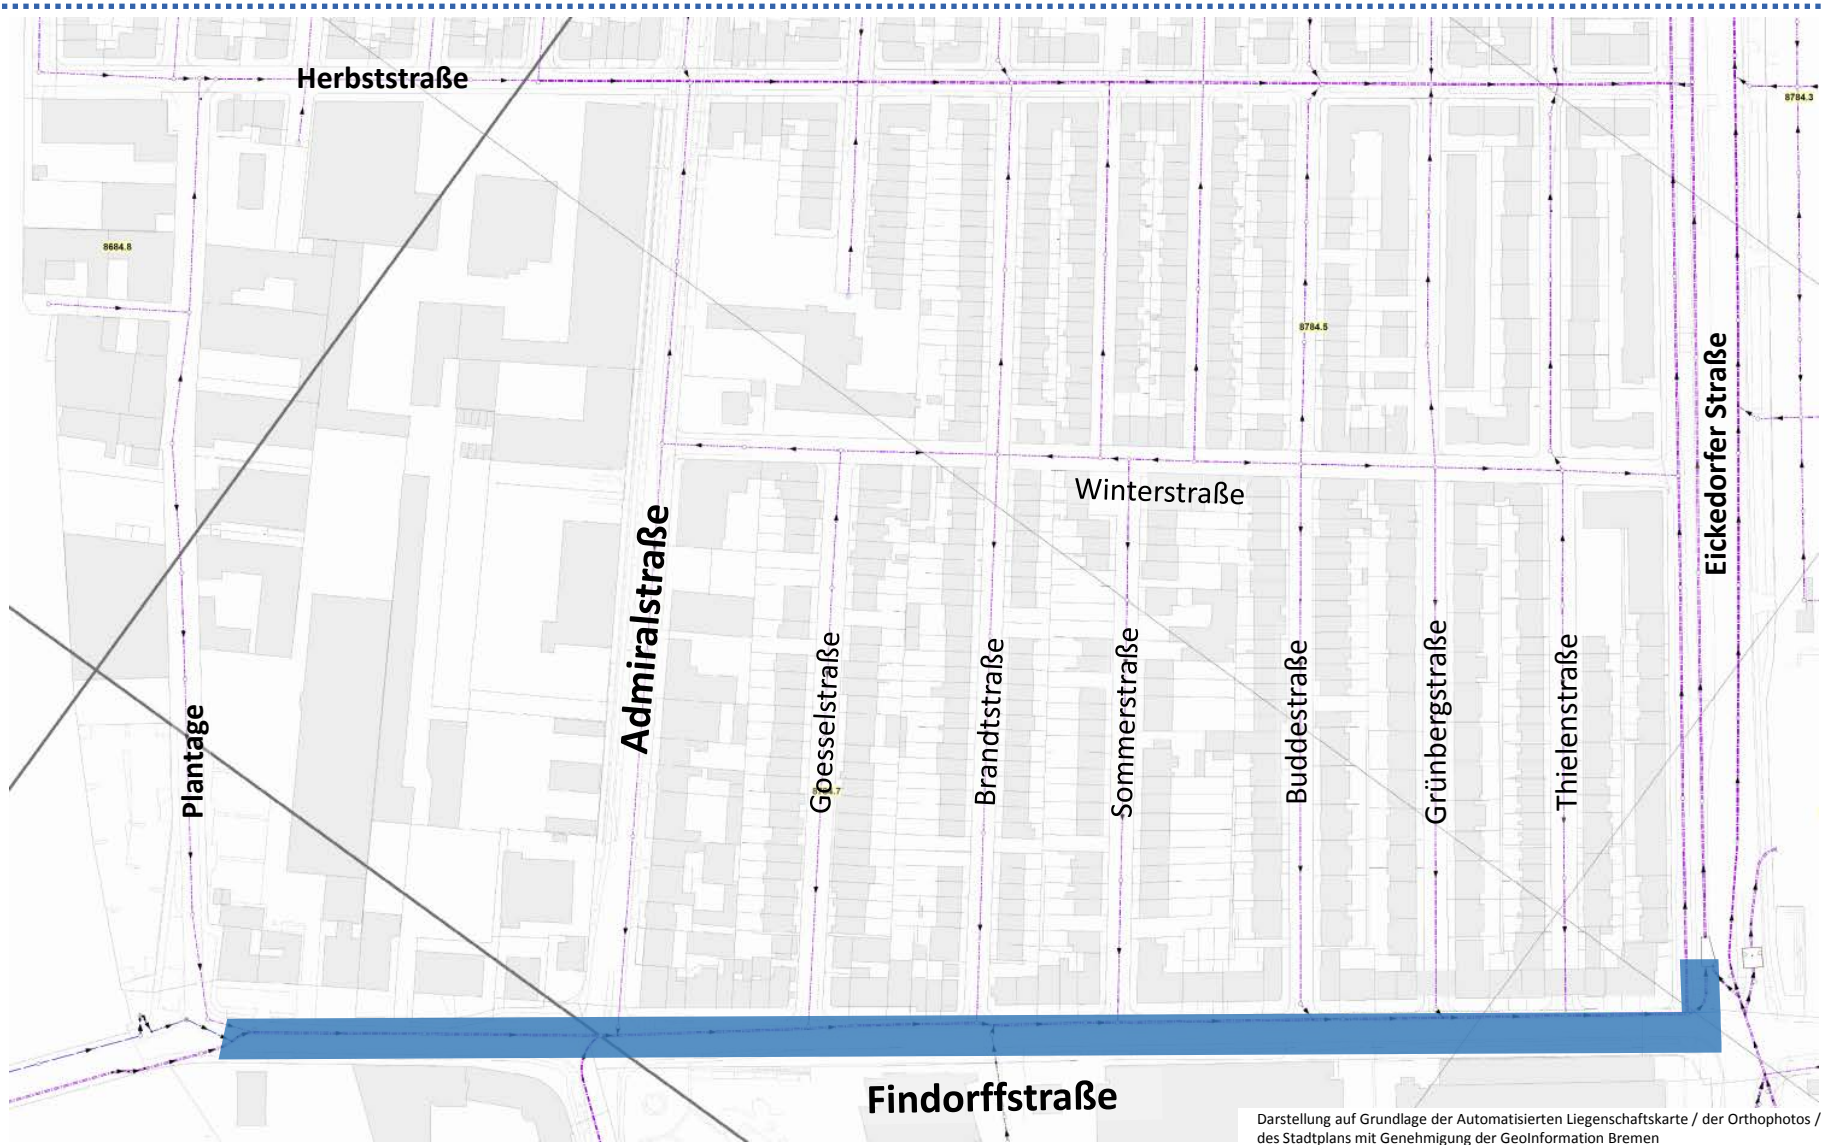 Herbststraße
8784.3
8684.8
8784.5
Eickedorfer Straße
Winterstraße
Admiralstraße
Goesselstraße
Brandtstraße
Sommerstraße
Buddestraße
Grünbergstraße
Thielenstraße
Plantage
Findorffstraße
Darstellung auf Grundlage der Automatisierten Liegenschaftskarte / der Orthophotos /
des Stadtplans mit Genehmigung der GeoInformation Bremen